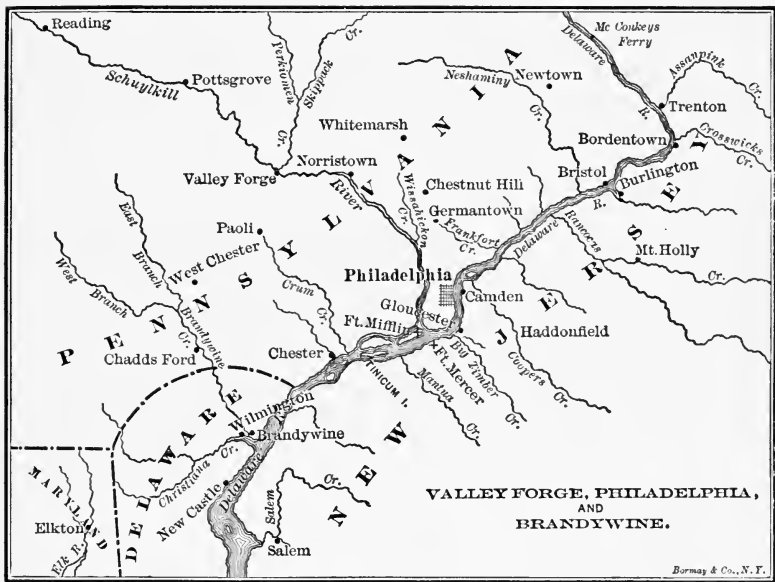 Reading
Pottsgrove
Schuylkill
River
Perkiomen
Cr.
Skippack
Cr.
Mc Conkeys
Ferry
Delaware
R.
Neshaminy
Cr.
Newtown
Assanpink
Cr.
Trenton
Bordentown
Crosswicks
Cr.
Whitemarsh
Valley Forge
Norristown
Wissahickon
Cr.
Chestnut Hill
Germantown
Frankfort
Cr.
Bristol
Burlington
R.
Delaware
Rancocus
Cr.
Mt. Holly
Paoli
West Chester
East
Branch
West
Branch
Brandywine
Cr.
Crum
Cr.
Philadelphia
Camden
Gloucester
Ft. Mifflin
Ft. Mercer
Haddonfield
Coopers
Cr.
Big Timber
Cr.
Mantua
Cr.
TINICUM I.
Chester
Chadds Ford
PENNSYLVANIA
NEW JERSEY
DELAWARE
MARYLAND
Wilmington
Brandywine
Christiana
Cr.
New Castle
Delaware
Salem
Cr.
Salem
Elkton
Elk R.
VALLEY FORGE, PHILADELPHIA,
AND
BRANDYWINE.
Bormay & Co., N.Y.